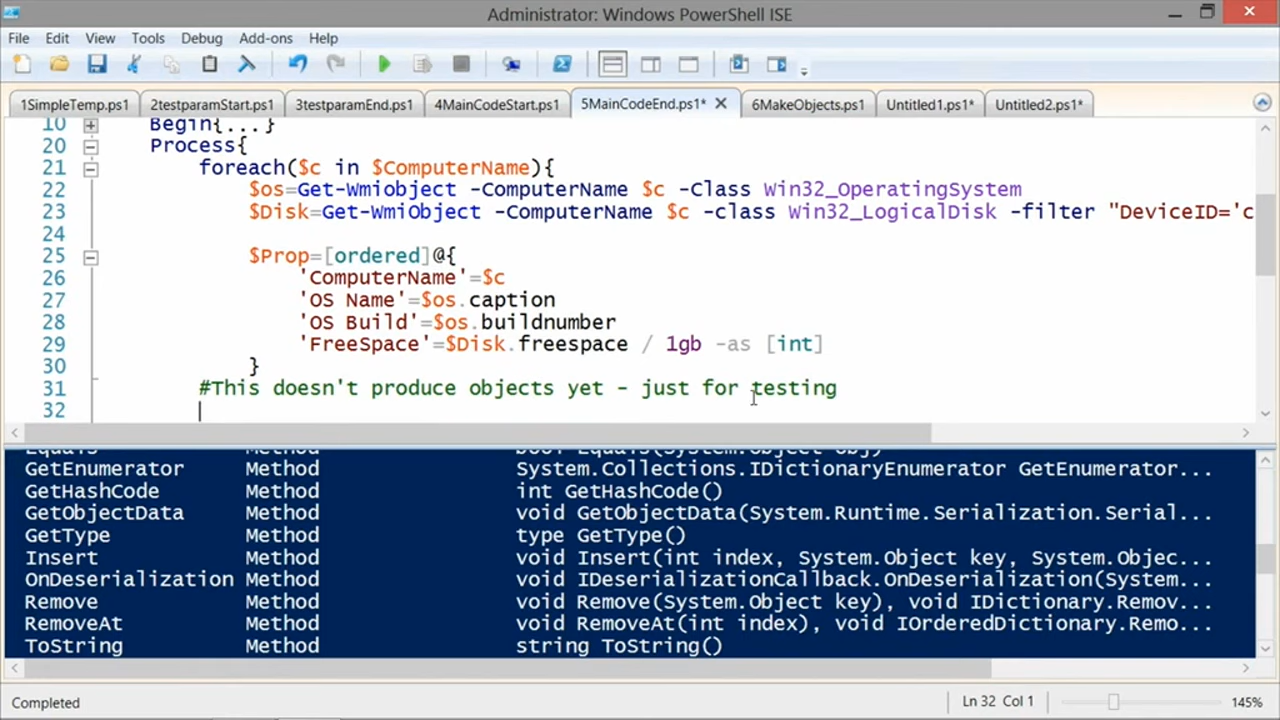 Administrator: Windows PowerShell ISE
File Edit View Tools Debug Add-ons Help
1SimpleTemp.ps1 2testparamStart.ps1* 3testparamEnd.ps1* 4MainCodeStart.ps1* 5MainCodeEnd.ps1* 6MakeObjects.ps1 Untitled1.ps1* Untitled2.ps1*
10 Begin{...}
20 Process{
21 foreach($c in $ComputerName){
22 $os=Get-Wmiobject -ComputerName $c -Class Win32_OperatingSystem
23 $Disk=Get-WmiObject -ComputerName $c -class Win32_LogicalDisk -filter "DeviceID='c
24
25 $Prop=[ordered]@{
26 'ComputerName'=$c
27 'OS Name'=$os.caption
28 'OS Build'=$os.buildnumber
29 'FreeSpace'=$Disk.freespace / 1gb -as [int]
30 }
31 #This doesn't produce objects yet - just for testing
32
Equals Method bool Equals(System.Object obj)
GetEnumerator Method System.Collections.IDictionaryEnumerator GetEnumerator...
GetHashCode Method int GetHashCode()
GetObjectData Method void GetObjectData(System.Runtime.Serialization.Serial...
GetType Method type GetType()
Insert Method void Insert(int index, System.Object key, System.Objec...
OnDeserialization Method void IDeserializationCallback.OnDeserialization(System...
Remove Method void Remove(System.Object key), void IDictionary.Remov...
RemoveAt Method void RemoveAt(int index), void IOrderedDictionary.Remo...
ToString Method string ToString()
Completed Ln 32 Col 1 145%